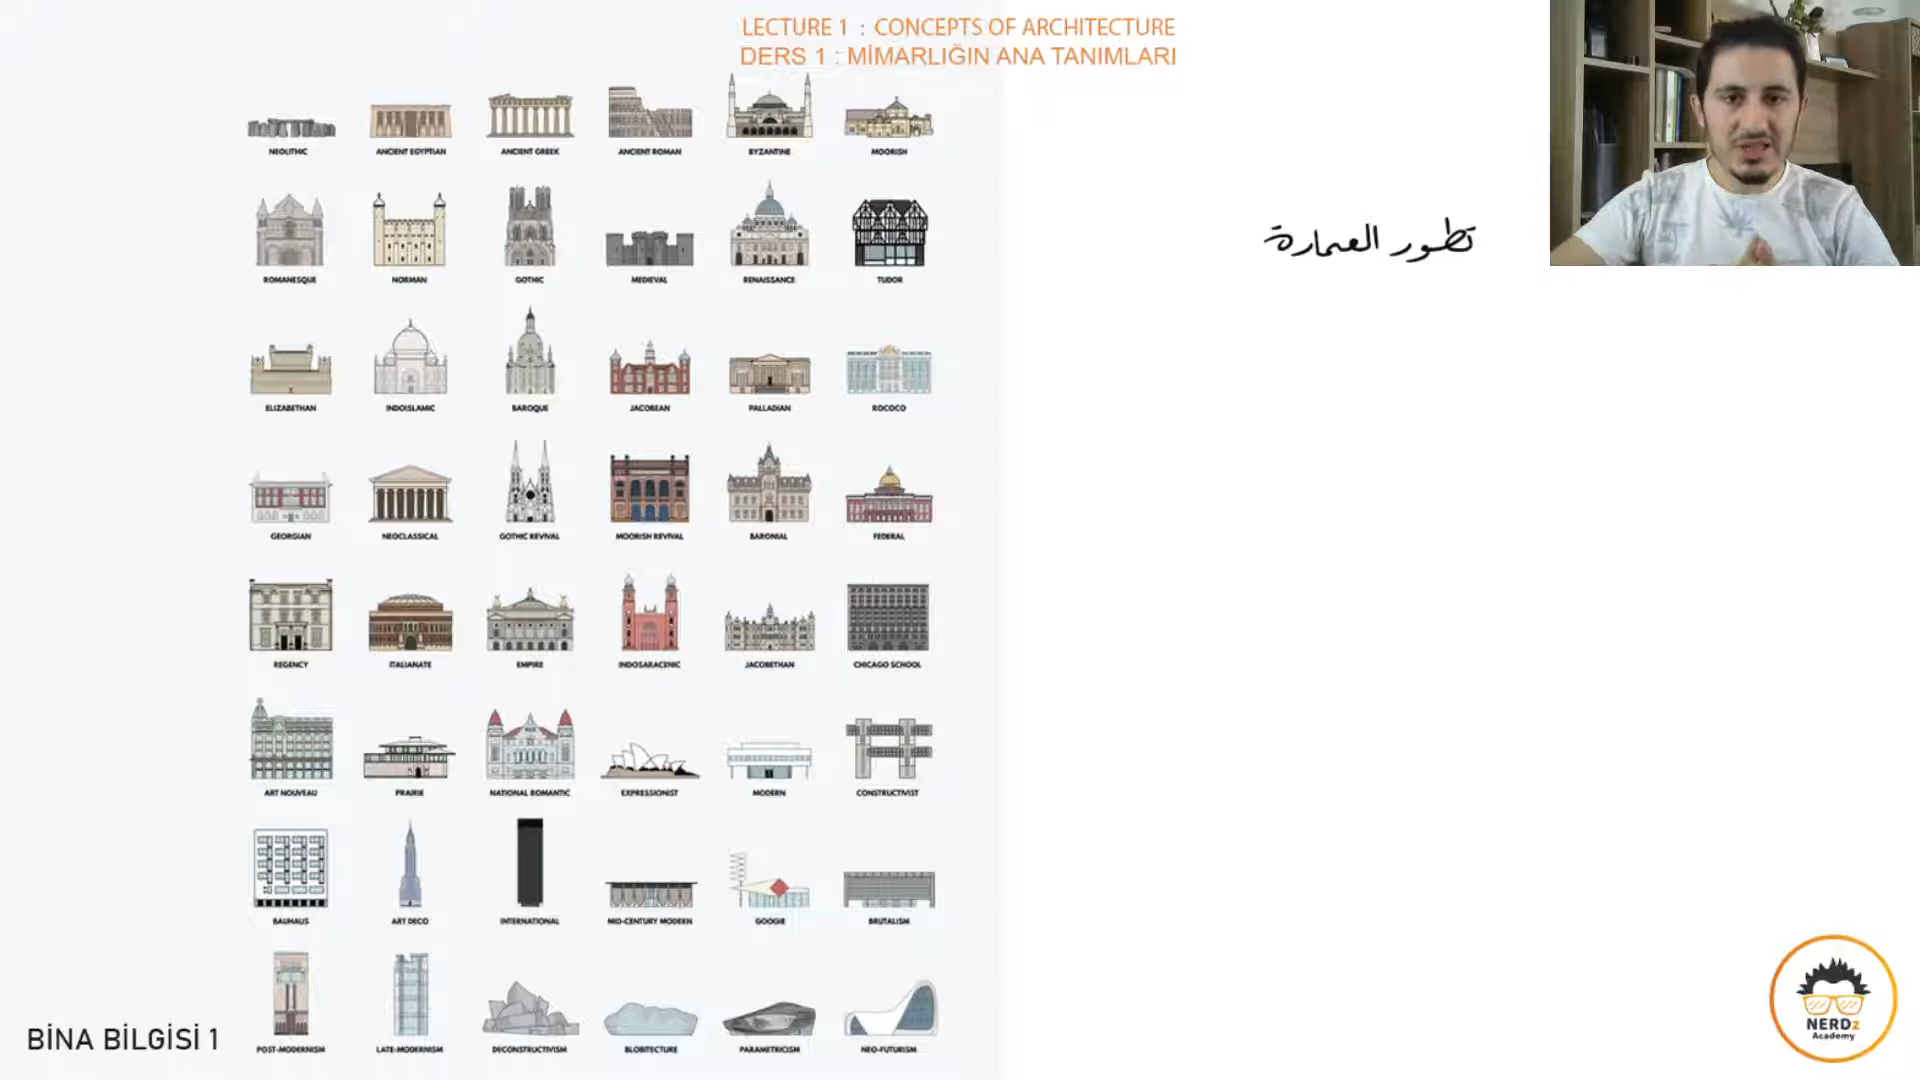 LECTURE 1 : CONCEPTS OF ARCHITECTURE
DERS 1 : MİMARLIĞIN ANA TANIMLARI
NEOLITHIC
ANCIENT EGYPTIAN
ANCIENT GREEK
ANCIENT ROMAN
BYZANTINE
MOORISH
تطور العمارة
ROMANESQUE
NORMAN
GOTHIC
MEDIEVAL
RENAISSANCE
TUDOR
ELIZABETHAN
INDOISLAMIC
BAROQUE
JACOBEAN
PALLADIAN
ROCOCO
GEORGIAN
NEOCLASSICAL
GOTHIC REVIVAL
MOORISH REVIVAL
BARONIAL
FEDERAL
REGENCY
ITALIANATE
EMPIRE
INDOSARACENIC
JACOBETHAN
CHICAGO SCHOOL
ART NOUVEAU
PRAIRIE
NATIONAL ROMANTIC
EXPRESSIONIST
MODERN
CONSTRUCTIVIST
BAUHAUS
ART DECO
INTERNATIONAL
MID-CENTURY MODERN
GOOGIE
BRUTALISM
POST-MODERNISM
LATE-MODERNISM
DECONSTRUCTIVISM
BLOBITECTURE
PARAMETRICISM
NEO-FUTURISM
BİNA BİLGİSİ 1
NERDz
Academy